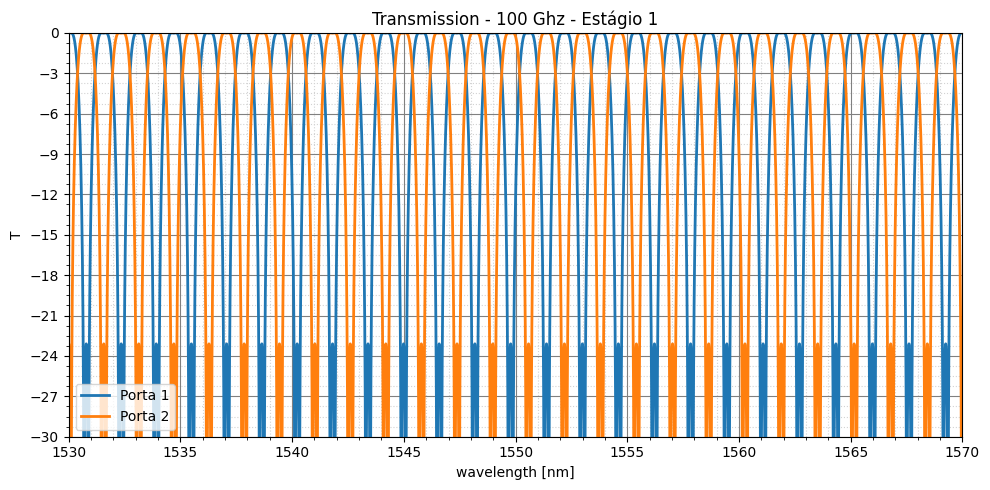 Transmission - 100 Ghz - Estágio 1
T
0
−3
−6
−9
−12
−15
−18
−21
−24
−27
−30
Porta 1
Porta 2
1530 1535 1540 1545 1550 1555 1560 1565 1570
wavelength [nm]